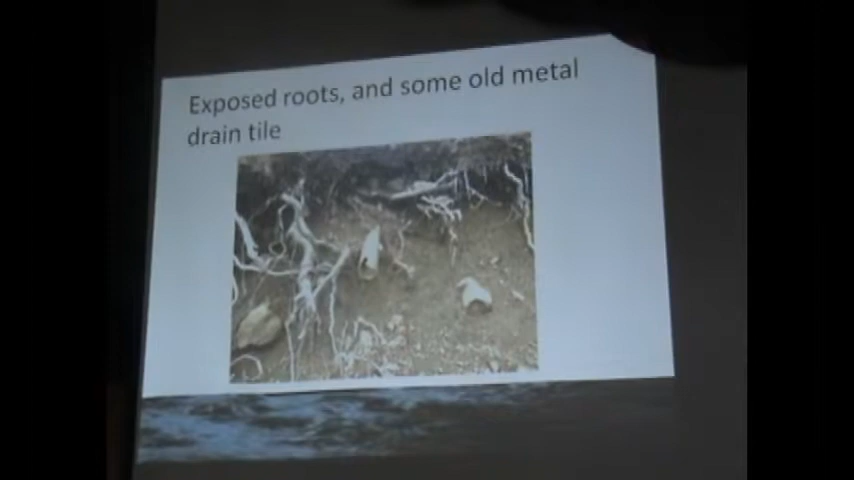 Exposed roots, and some old metal
drain tile